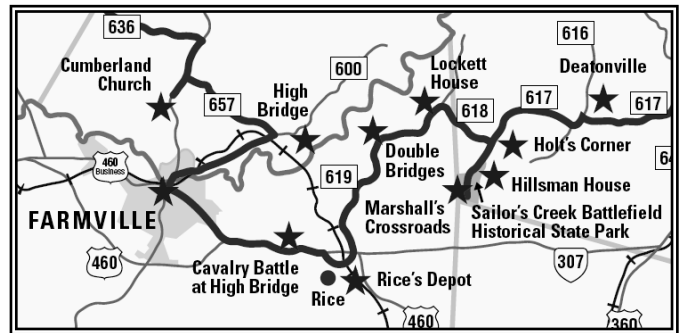 636
616
Cumberland
Church
600
Lockett
House
Deatonville
High
Bridge
657
618
617
617
460
Business
Double
Bridges
Holt's Corner
619
Hillsman House
Marshall's
Crossroads
Sailor's Creek Battlefield
Historical State Park
FARMVILLE
460
Cavalry Battle
at High Bridge
307
Rice
Rice's Depot
460
360